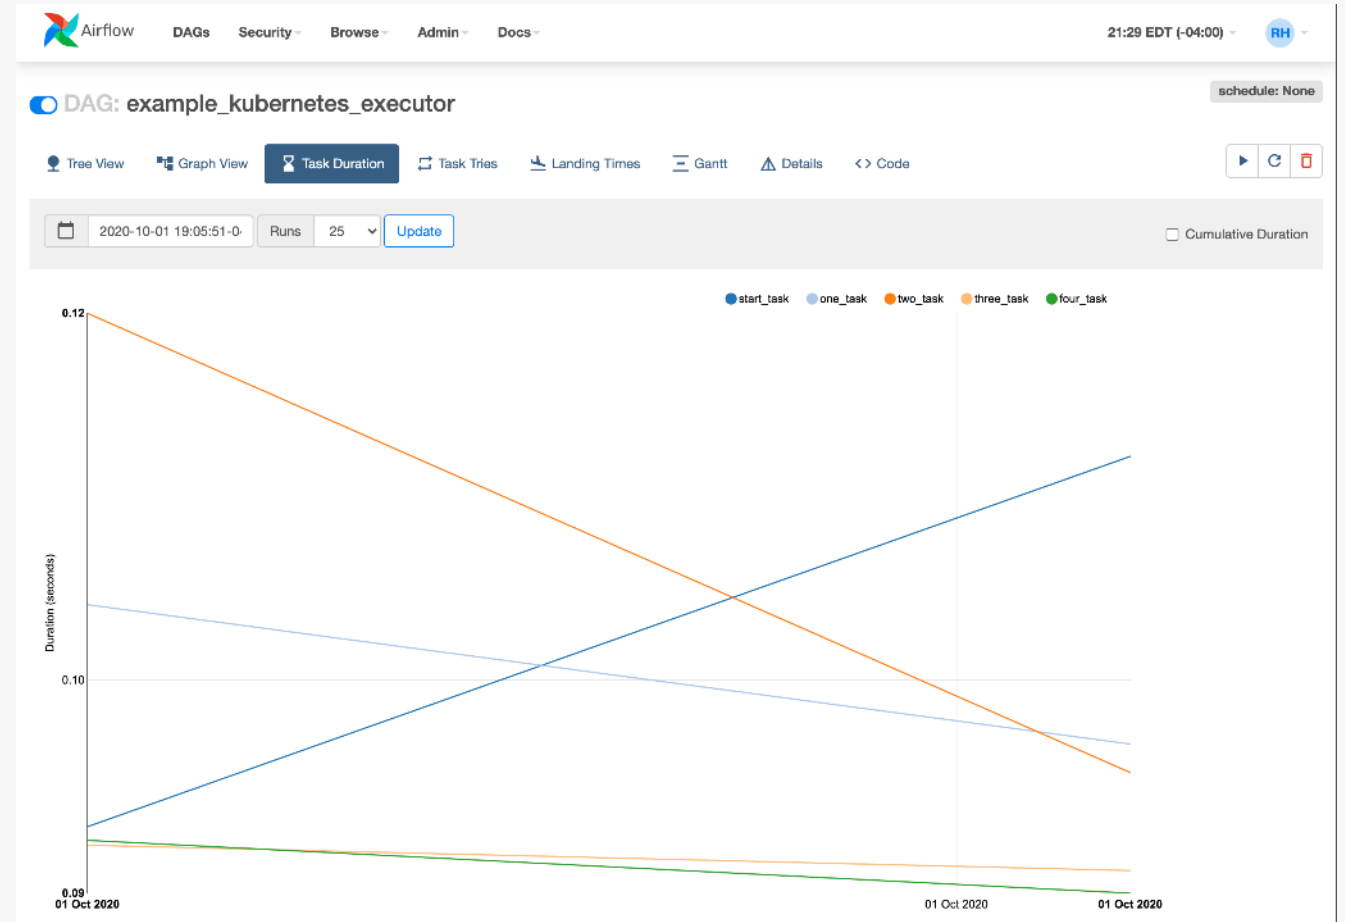 Airflow DAGs Security Browse Admin Docs 21:29 EDT (-04:00) RH
schedule: None
DAG: example_kubernetes_executor
Tree View Graph View Task Duration Task Tries Landing Times Gantt Details <> Code
2020-10-01 19:05:51-0 Runs 25 Update Cumulative Duration
start_task one_task two_task three_task four_task
0.12
Duration (seconds)
0.10
0.09
01 Oct 2020 01 Oct 2020 01 Oct 2020